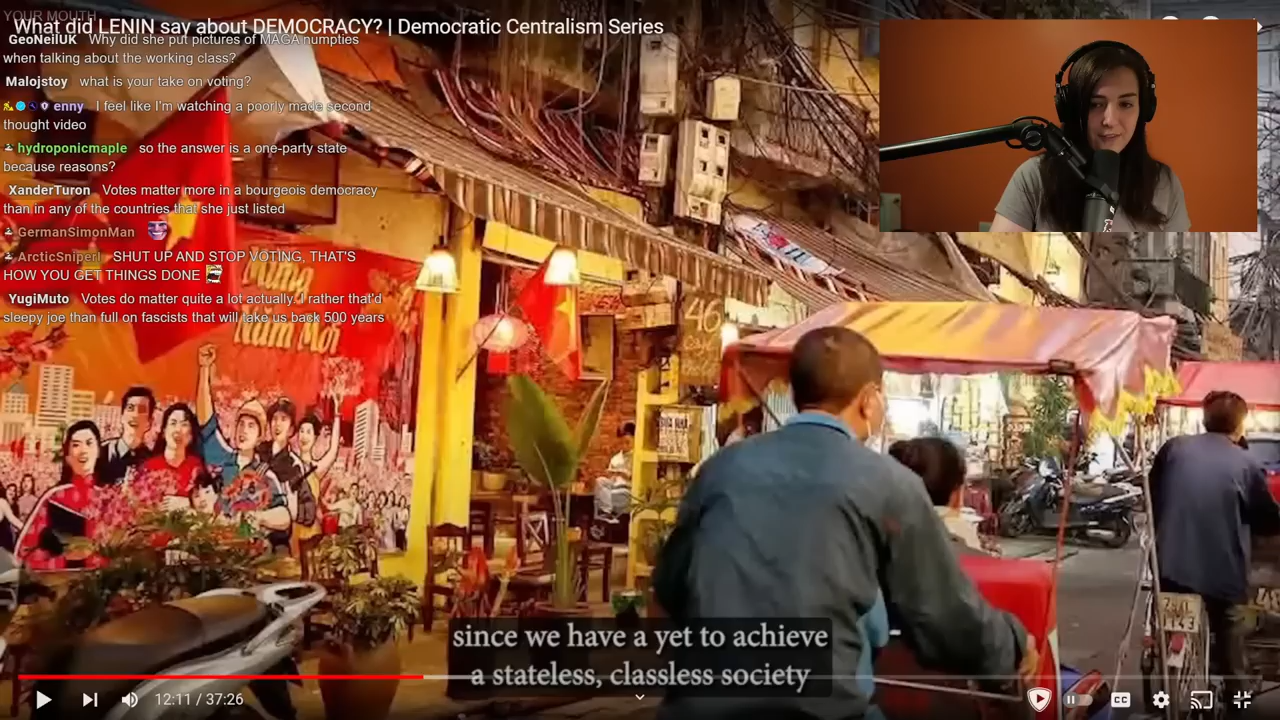 YOUR MOUTH
What did LENIN say about DEMOCRACY? | Democratic Centralism Series
GeoNeilUK Why did she put pictures of MAGA numpties
when talking about the working class?
Malojstoy what is your take on voting?
enny I feel like I'm watching a poorly made second
thought video
hydroponicmaple so the answer is a one-party state
because reasons?
XanderTuron Votes matter more in a bourgeois democracy
than in any of the countries that she just listed
GermanSimonMan
ArcticSniperI SHUT UP AND STOP VOTING, THAT'S
HOW YOU GET THINGS DONE
YugiMuto Votes do matter quite a lot actually. I rather that'd
sleepy joe than full on fascists that will take us back 500 years
Năm Mới
46
since we have a yet to achieve
a stateless, classless society
12:11 / 37:26
CC